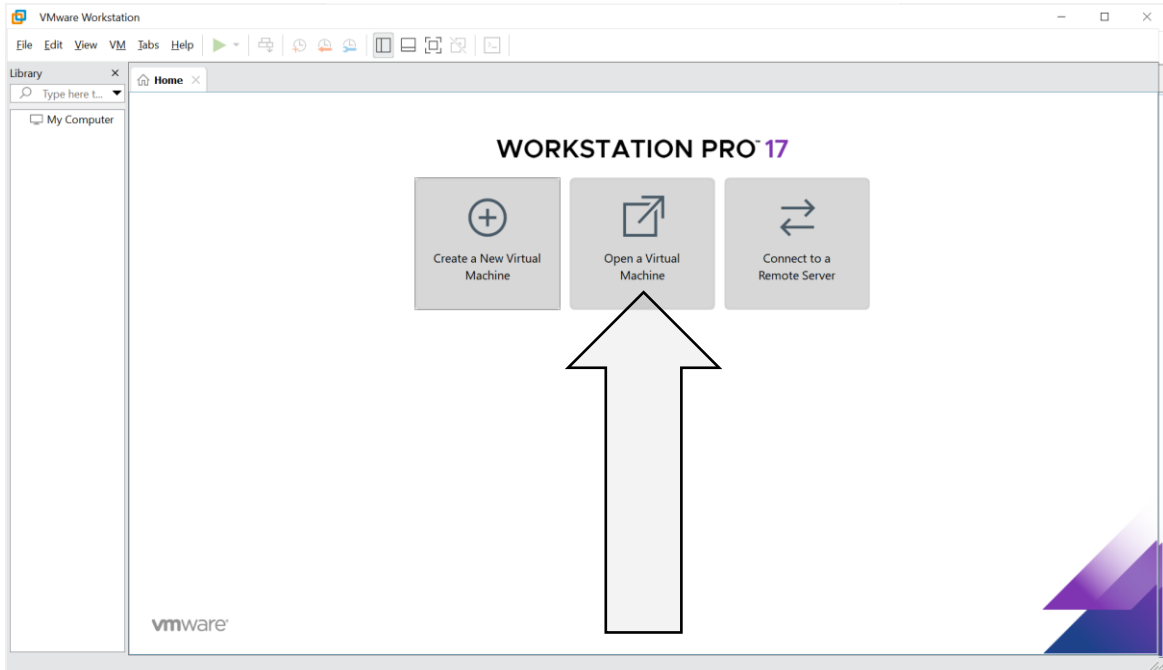 VMware Workstation
File Edit View VM Tabs Help
Library
Home
Type here t...
My Computer
WORKSTATION PRO™ 17
Create a New Virtual
Machine
Open a Virtual
Machine
Connect to a
Remote Server
vmware®